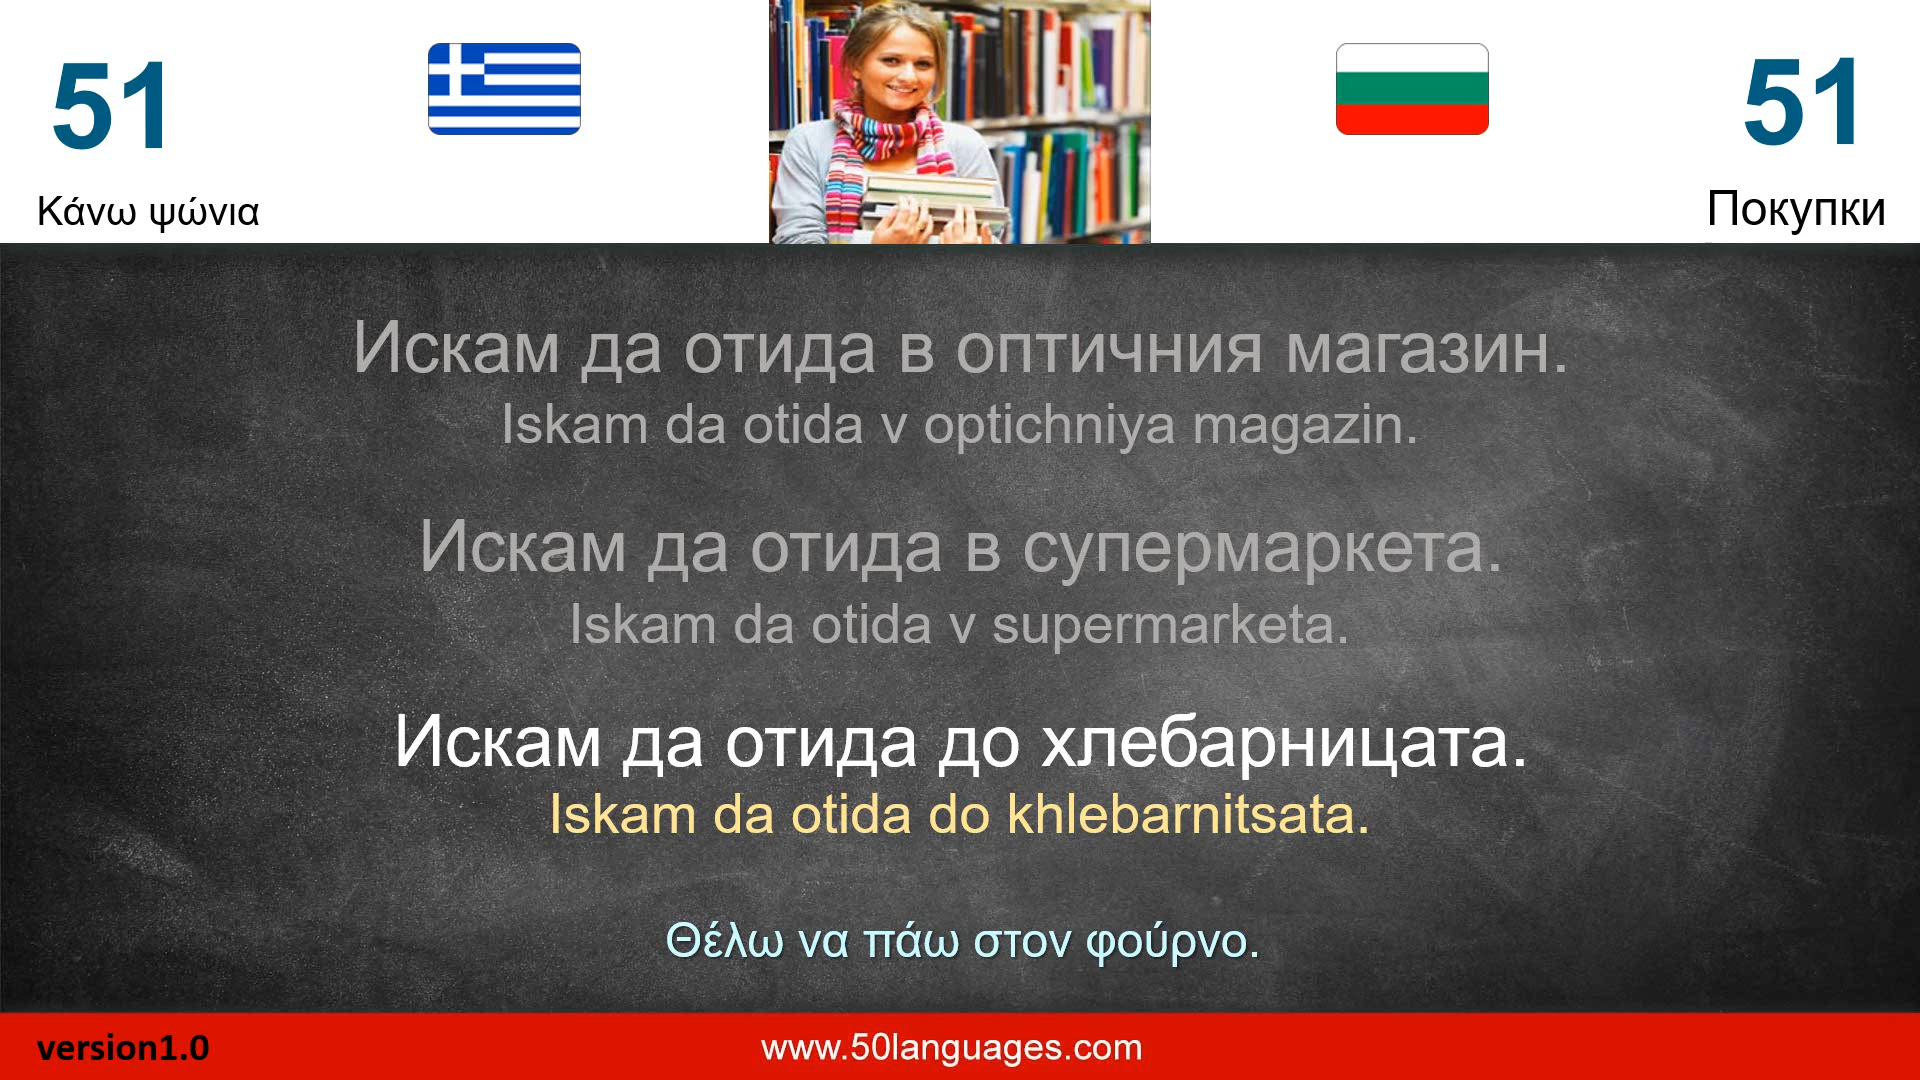 51
51
Κάνω ψώνια
Покупки
Искам да отида в оптичния магазин.
Iskam da otida v optichniya magazin.
Искам да отида в супермаркета.
Iskam da otida v supermarketa.
Искам да отида до хлебарницата.
Iskam da otida do khlebarnitsata.
Θέλω να πάω στον φούρνο.
version1.0
www.50languages.com